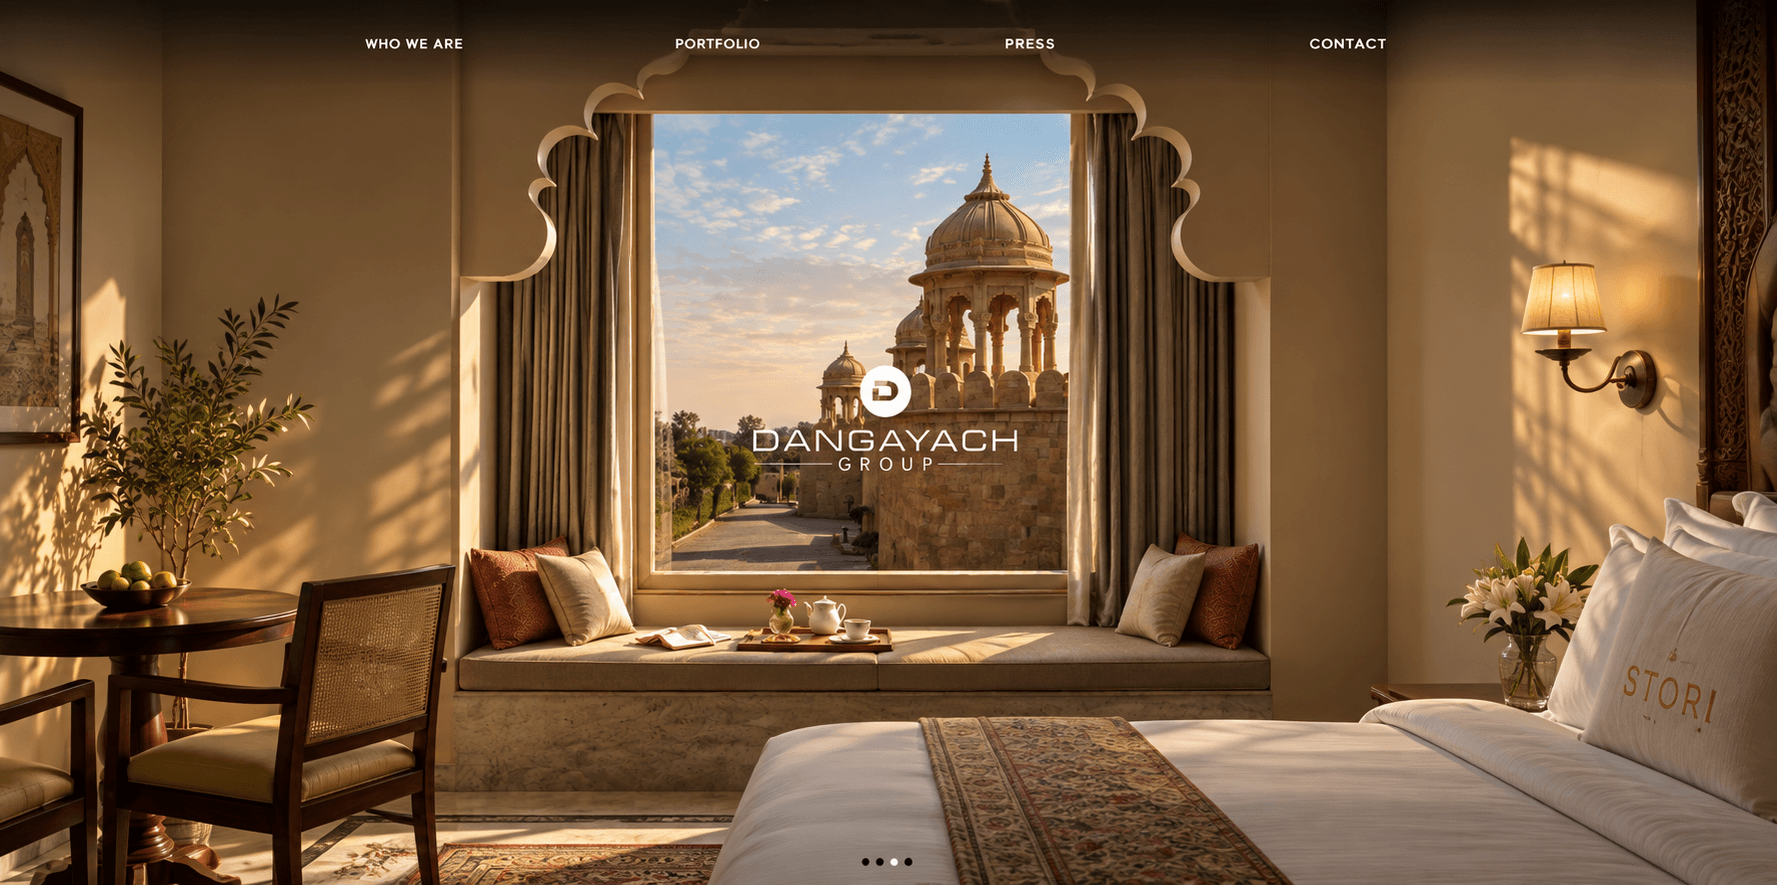 WHO WE ARE
PORTFOLIO
PRESS
CONTACT
D
DANGAYACH
GROUP
STORI